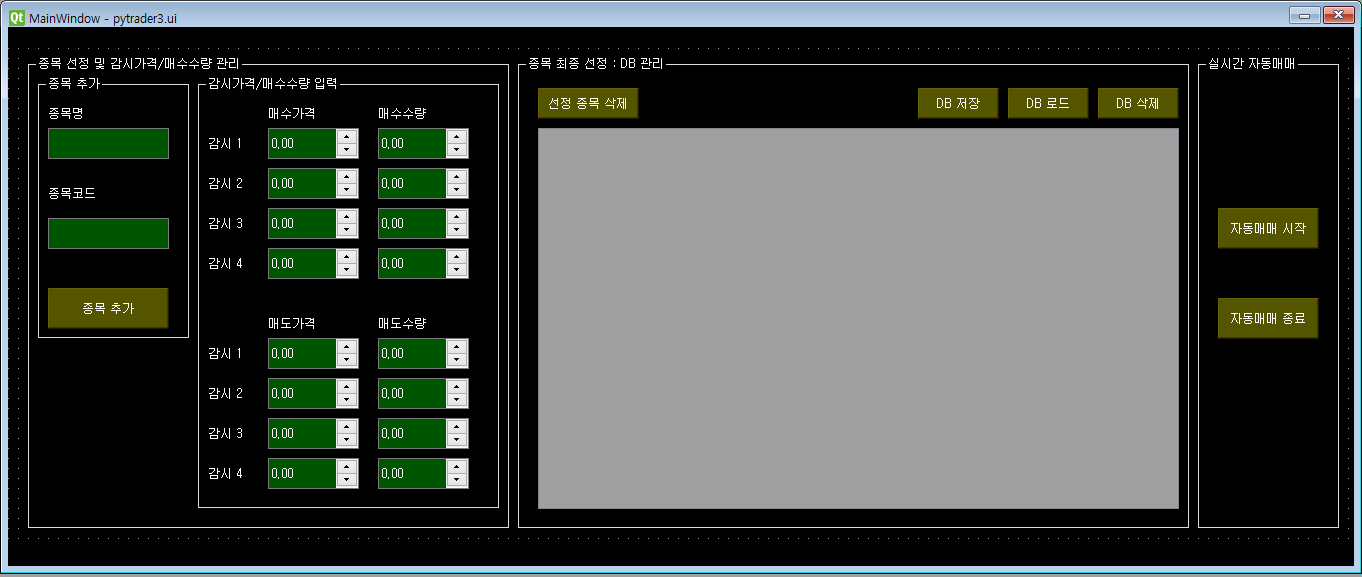 Qt MainWindow - pytrader3.ui
종목 선정 및 감시가격/매수수량 관리
종목 추가
종목명
종목코드
종목 추가
감시가격/매수수량 입력
매수가격 매수수량
감시 1 0.00 0.00
감시 2 0.00 0.00
감시 3 0.00 0.00
감시 4 0.00 0.00
매도가격 매도수량
감시 1 0.00 0.00
감시 2 0.00 0.00
감시 3 0.00 0.00
감시 4 0.00 0.00
종목 최종 선정 : DB 관리
선정 종목 삭제 DB 저장 DB 로드 DB 삭제
실시간 자동매매
자동매매 시작
자동매매 종료